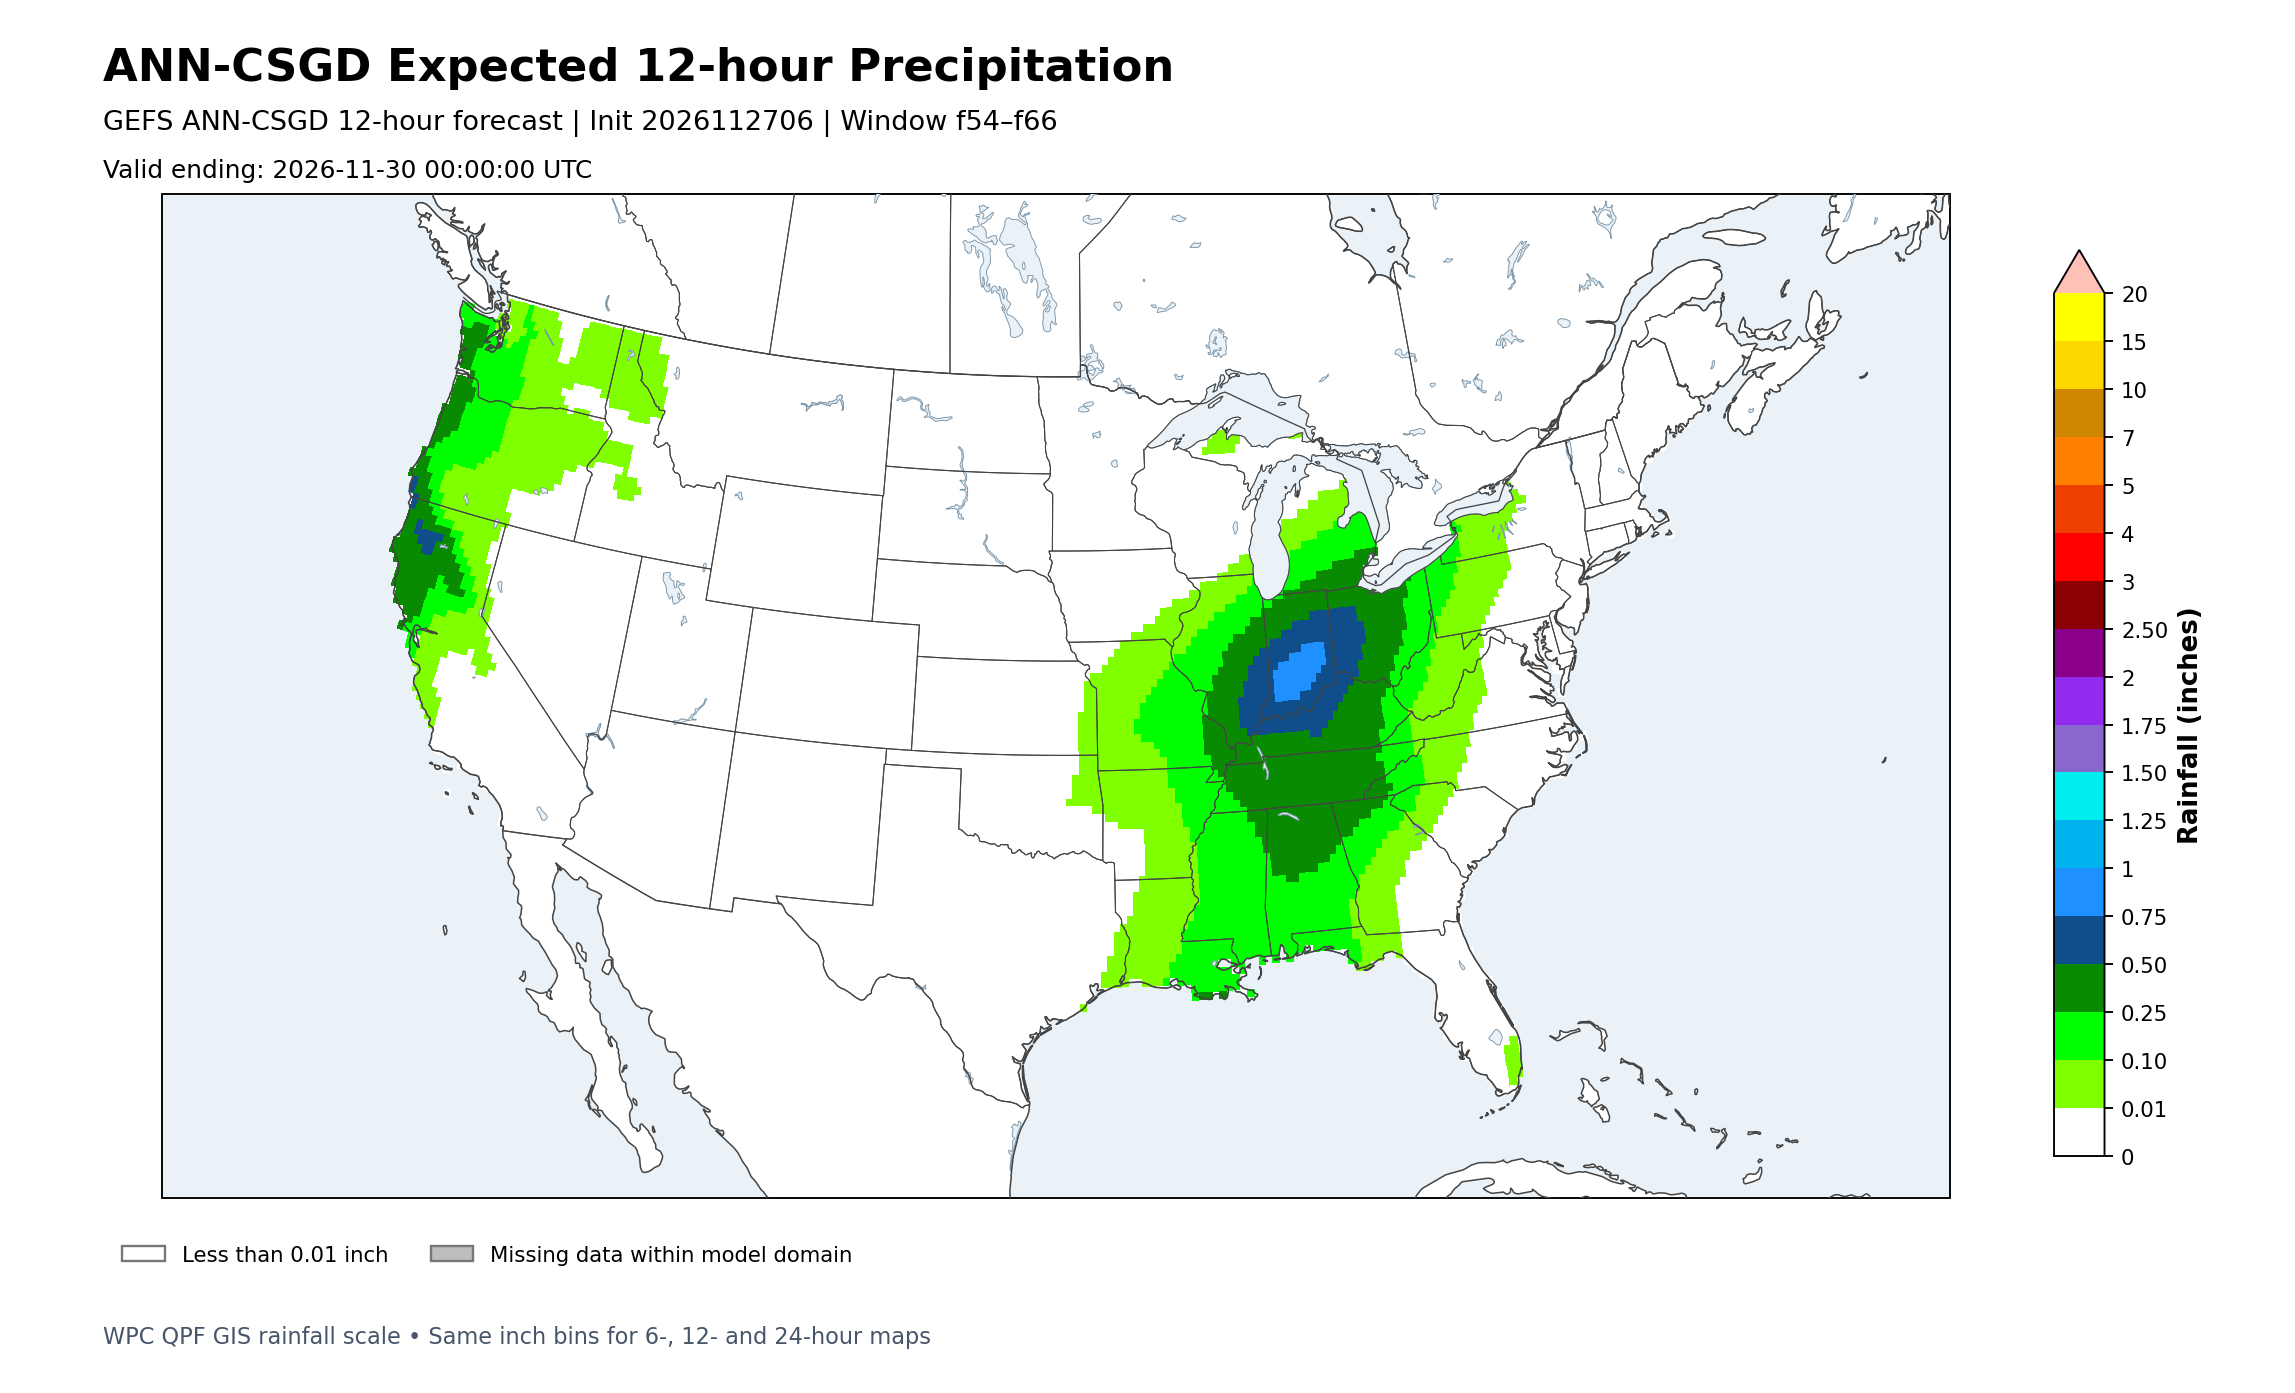 ANN-CSGD Expected 12-hour Precipitation
GEFS ANN-CSGD 12-hour forecast | Init 2026112706 | Window f54–f66
Valid ending: 2026-11-30 00:00:00 UTC
20
15
10
7
5
4
3
2.50
2
1.75
1.50
1.25
1
0.75
0.50
0.25
0.10
0.01
0
Rainfall (inches)
Less than 0.01 inch
Missing data within model domain
WPC QPF GIS rainfall scale • Same inch bins for 6-, 12- and 24-hour maps